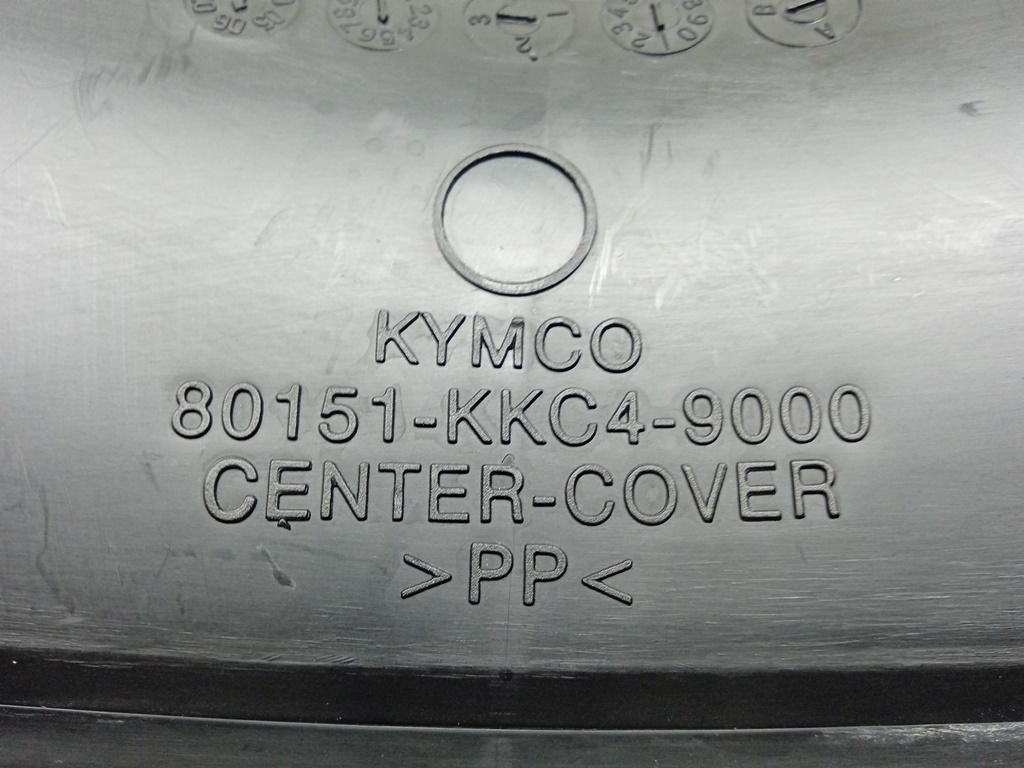 KYMCO
80151-KKC4-9000
CENTER-COVER
>PP<